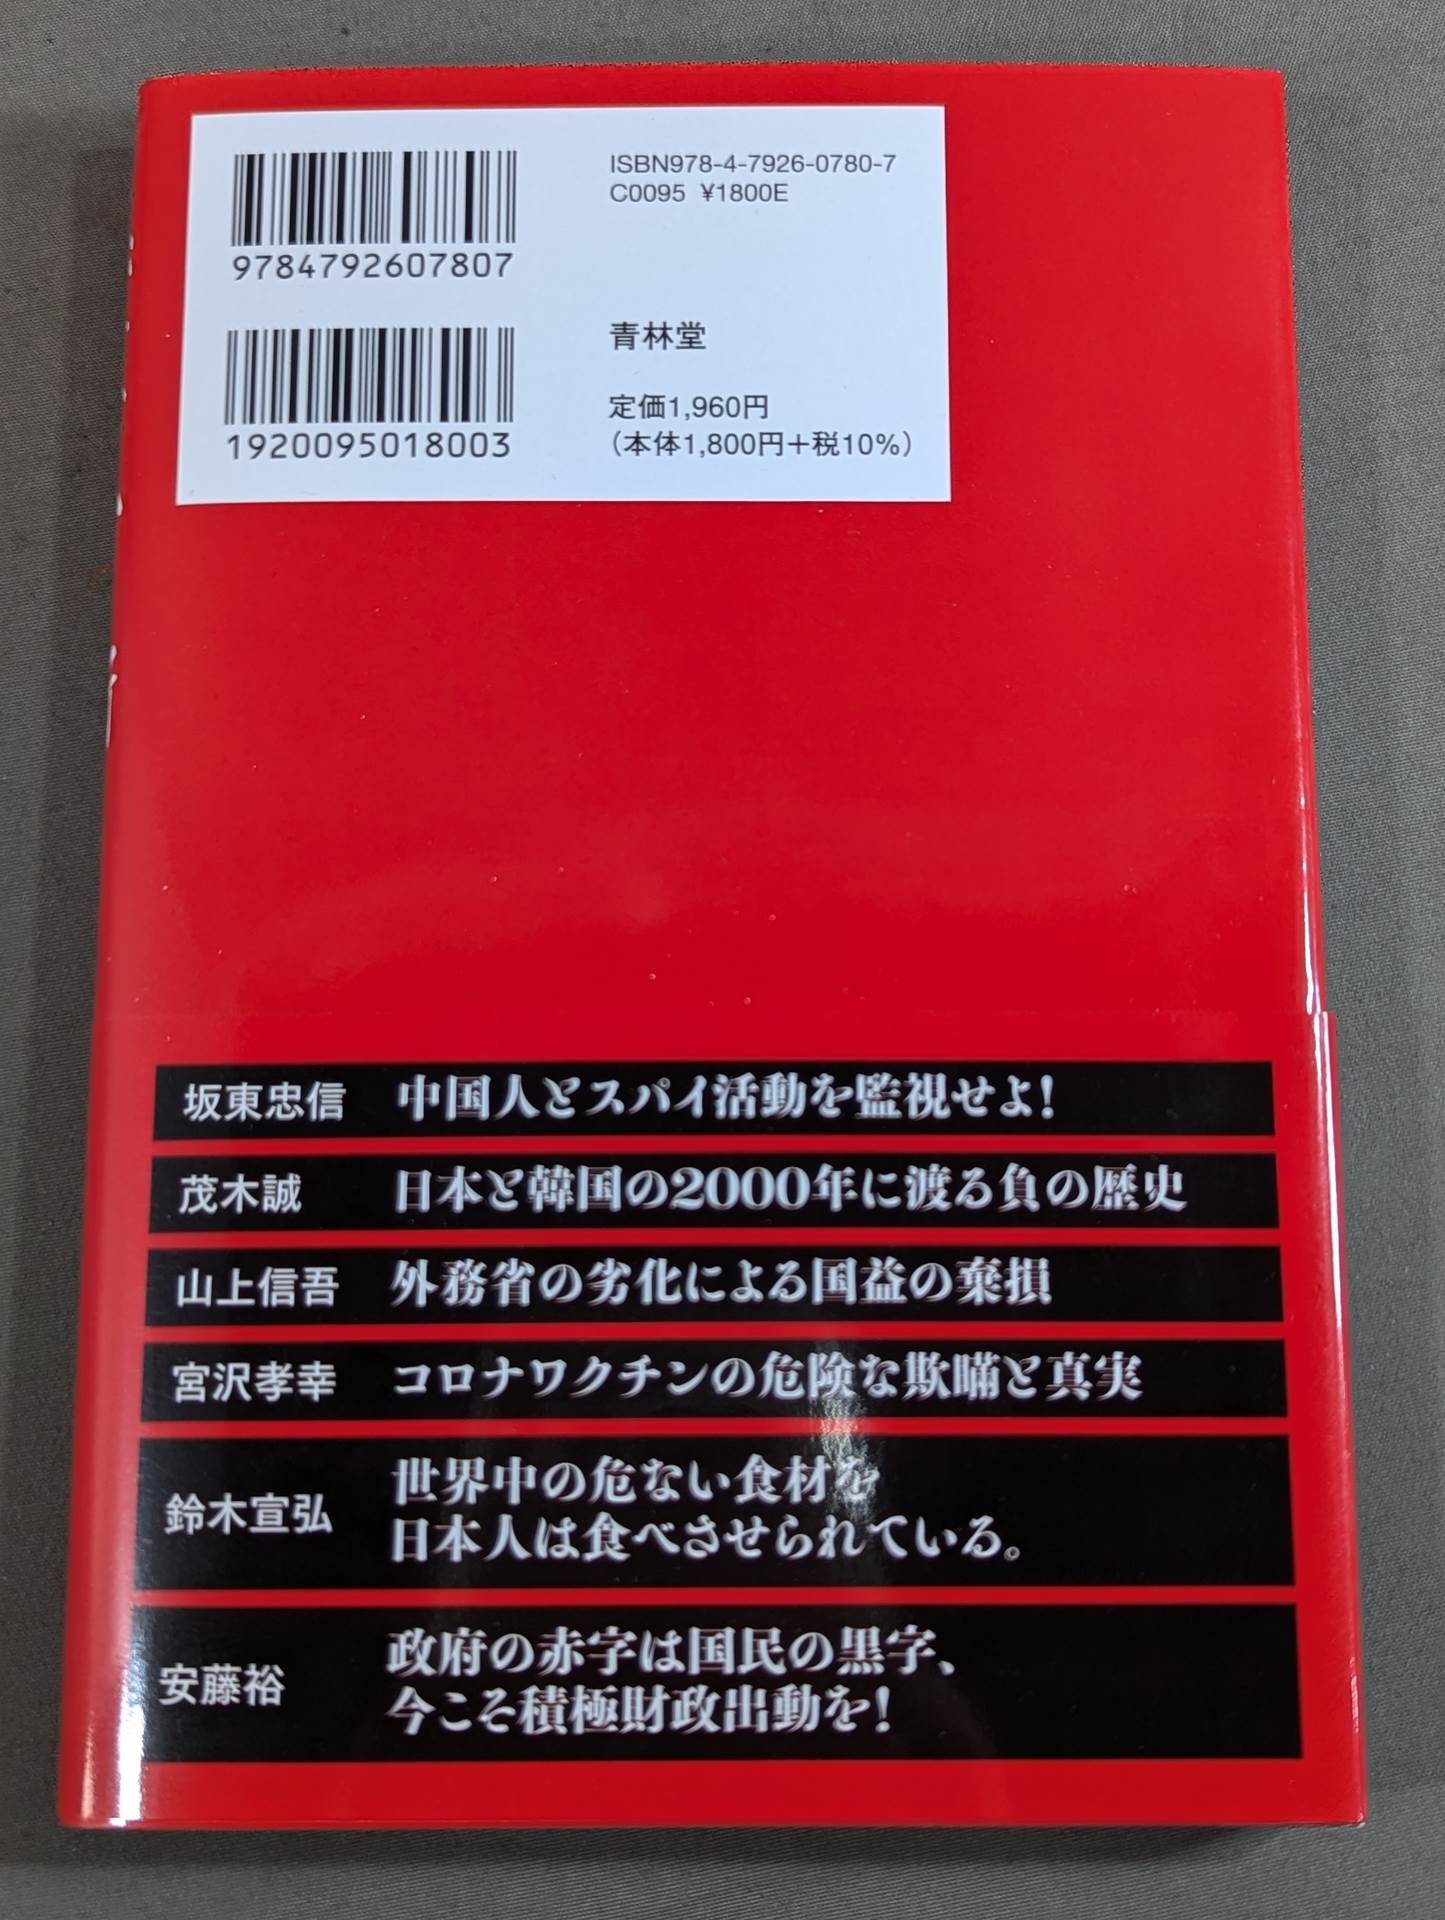 ISBN978-4-7926-0780-7
C0095 ¥1800E
9784792607807
青林堂
定価1,960円
（本体1,800円＋税10%）
1920095018003
坂東忠信 中国人とスパイ活動を監視せよ！
茂木誠 日本と韓国の2000年に渡る負の歴史
山上信吾 外務省の劣化による国益の棄損
宮沢孝幸 コロナワクチンの危険な欺瞞と真実
鈴木宣弘 世界中の危ない食材を
日本人は食べさせられている。
安藤裕 政府の赤字は国民の黒字、
今こそ積極財政出動を！